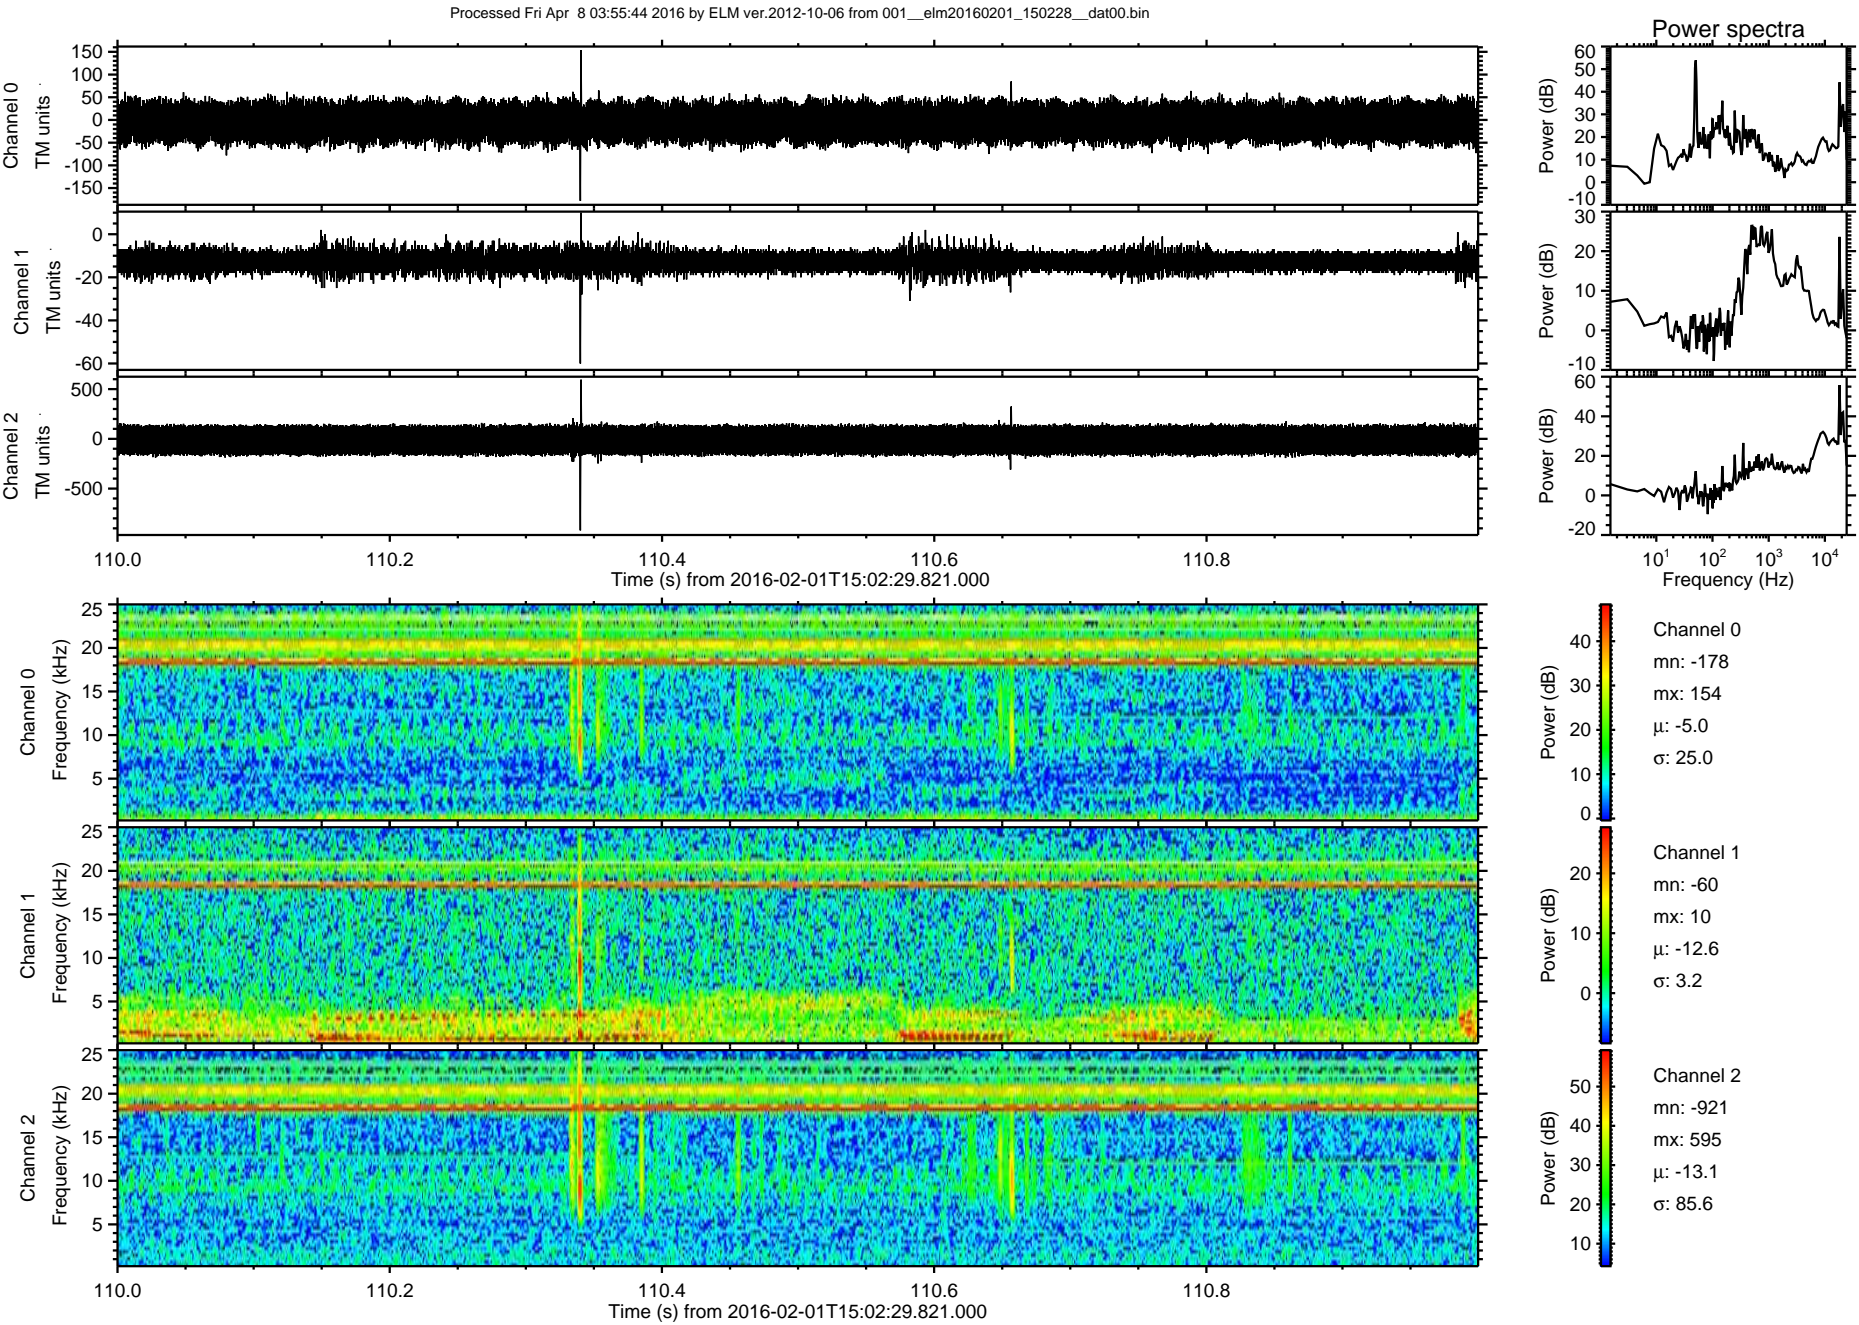 Processed Fri Apr  8 03:55:44 2016 by ELM ver.2012-10-06 from 001__elm20160201_150228__dat00.bin
Power spectra
Channel 0
TM units
150
100
50
0
-50
-100
-150
Power (dB)
60
50
40
30
20
10
0
-10
Channel 1
TM units
0
-20
-40
-60
Power (dB)
30
20
10
0
-10
Channel 2
TM units
500
0
-500
Power (dB)
60
40
20
0
-20
110.0 110.2 110.4 110.6 110.8
Time (s) from 2016-02-01T15:02:29.821.000
10^1 10^2 10^3 10^4
Frequency (Hz)
Channel 0
Frequency (kHz)
25
20
15
10
5
Power (dB)
40
30
20
10
0
Channel 0
mn: -178
mx: 154
μ: -5.0
σ: 25.0
Channel 1
Frequency (kHz)
25
20
15
10
5
Power (dB)
20
10
0
Channel 1
mn: -60
mx: 10
μ: -12.6
σ: 3.2
Channel 2
Frequency (kHz)
25
20
15
10
5
Power (dB)
50
40
30
20
10
Channel 2
mn: -921
mx: 595
μ: -13.1
σ: 85.6
110.0 110.2 110.4 110.6 110.8
Time (s) from 2016-02-01T15:02:29.821.000